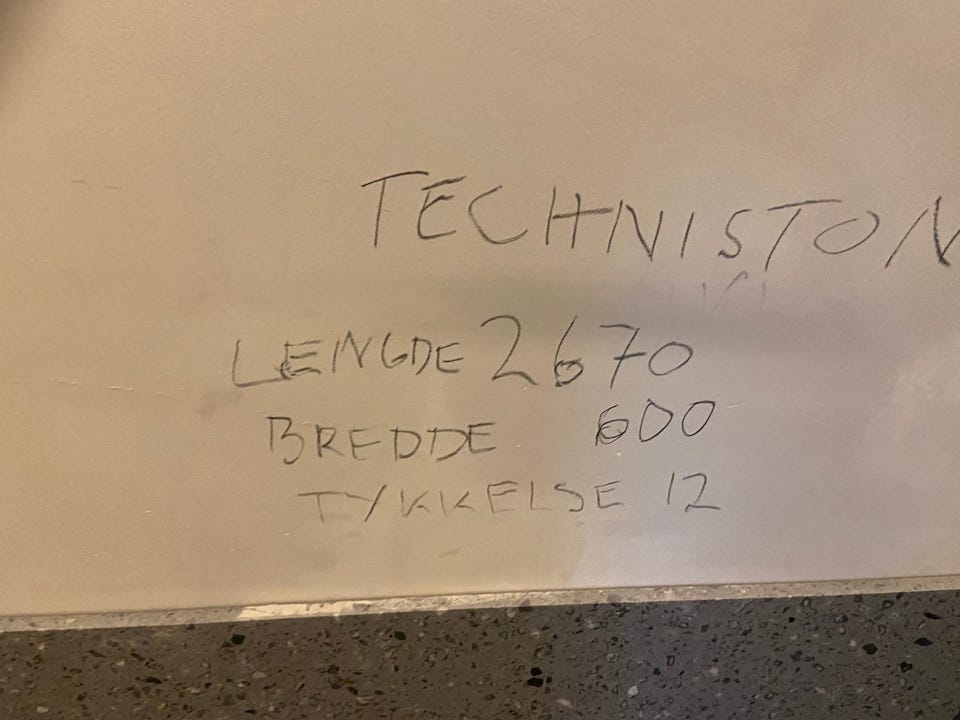 TECHNISTON
LENGDE 2670
BREDDE 600
TYKKELSE 12